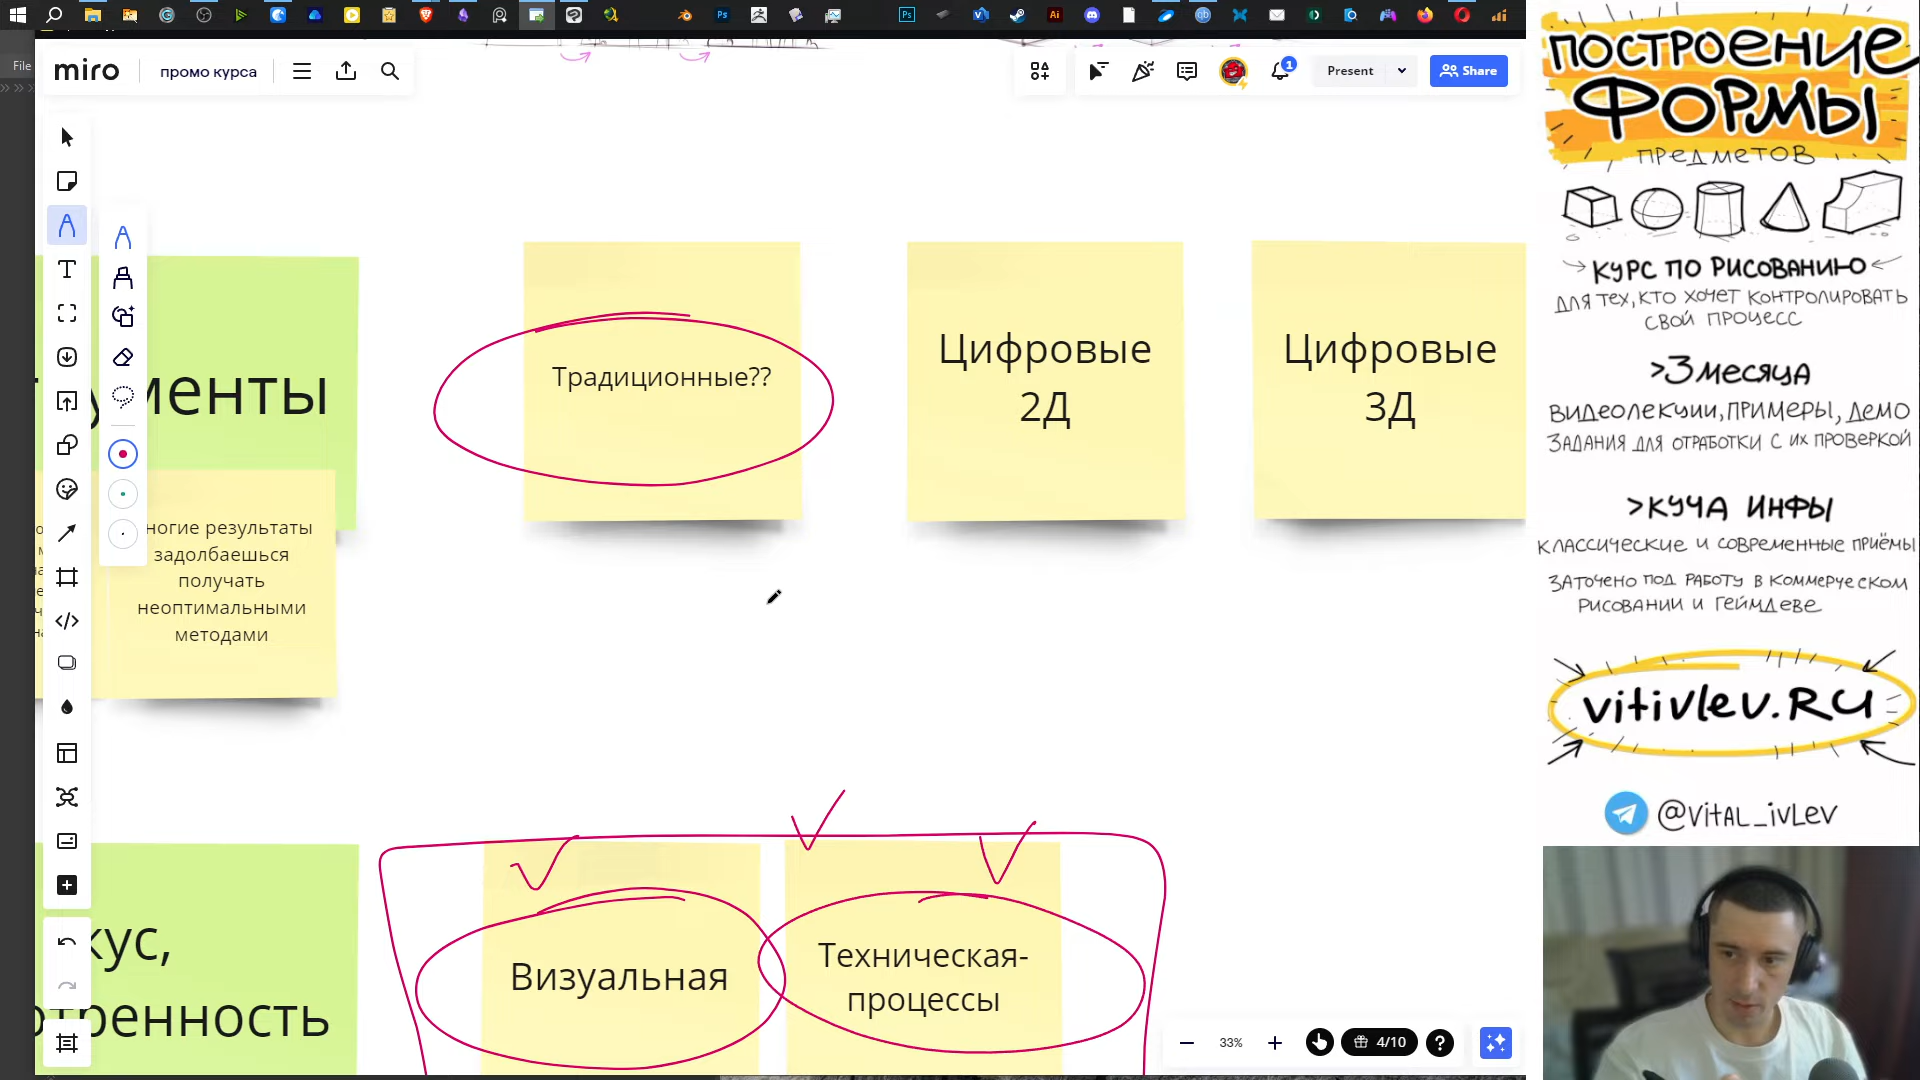 File
miro
промо курса
1
Present
Share
ументы
Традиционные??
Цифровые
2Д
Цифровые
3Д
ногие результаты
задолбаешься
получать
неоптимальными
методами
кус,
отренность
Визуальная
Техническая-
процессы
33%
4/10
ПОСТРОЕНИЕ
ФОРМЫ
ПРЕДМЕТОВ
КУРС ПО РИСОВАНИЮ
ДЛЯ ТЕХ, КТО ХОЧЕТ КОНТРОЛИРОВАТЬ
СВОЙ ПРОЦЕСС
>3 месяца
ВИДЕОЛЕКЦИИ, ПРИМЕРЫ, ДЕМО
ЗАДАНИЯ ДЛЯ ОТРАБОТКИ С ИХ ПРОВЕРКОЙ
>КУЧА ИНФЫ
КЛАССИЧЕСКИЕ И СОВРЕМЕННЫЕ ПРИЁМЫ
ЗАТОЧЕНО ПОД РАБОТУ В КОММЕРЧЕСКОМ
РИСОВАНИИ И ГЕЙМДЕВЕ
vitivlev.RU
@VitAL_ivLEV